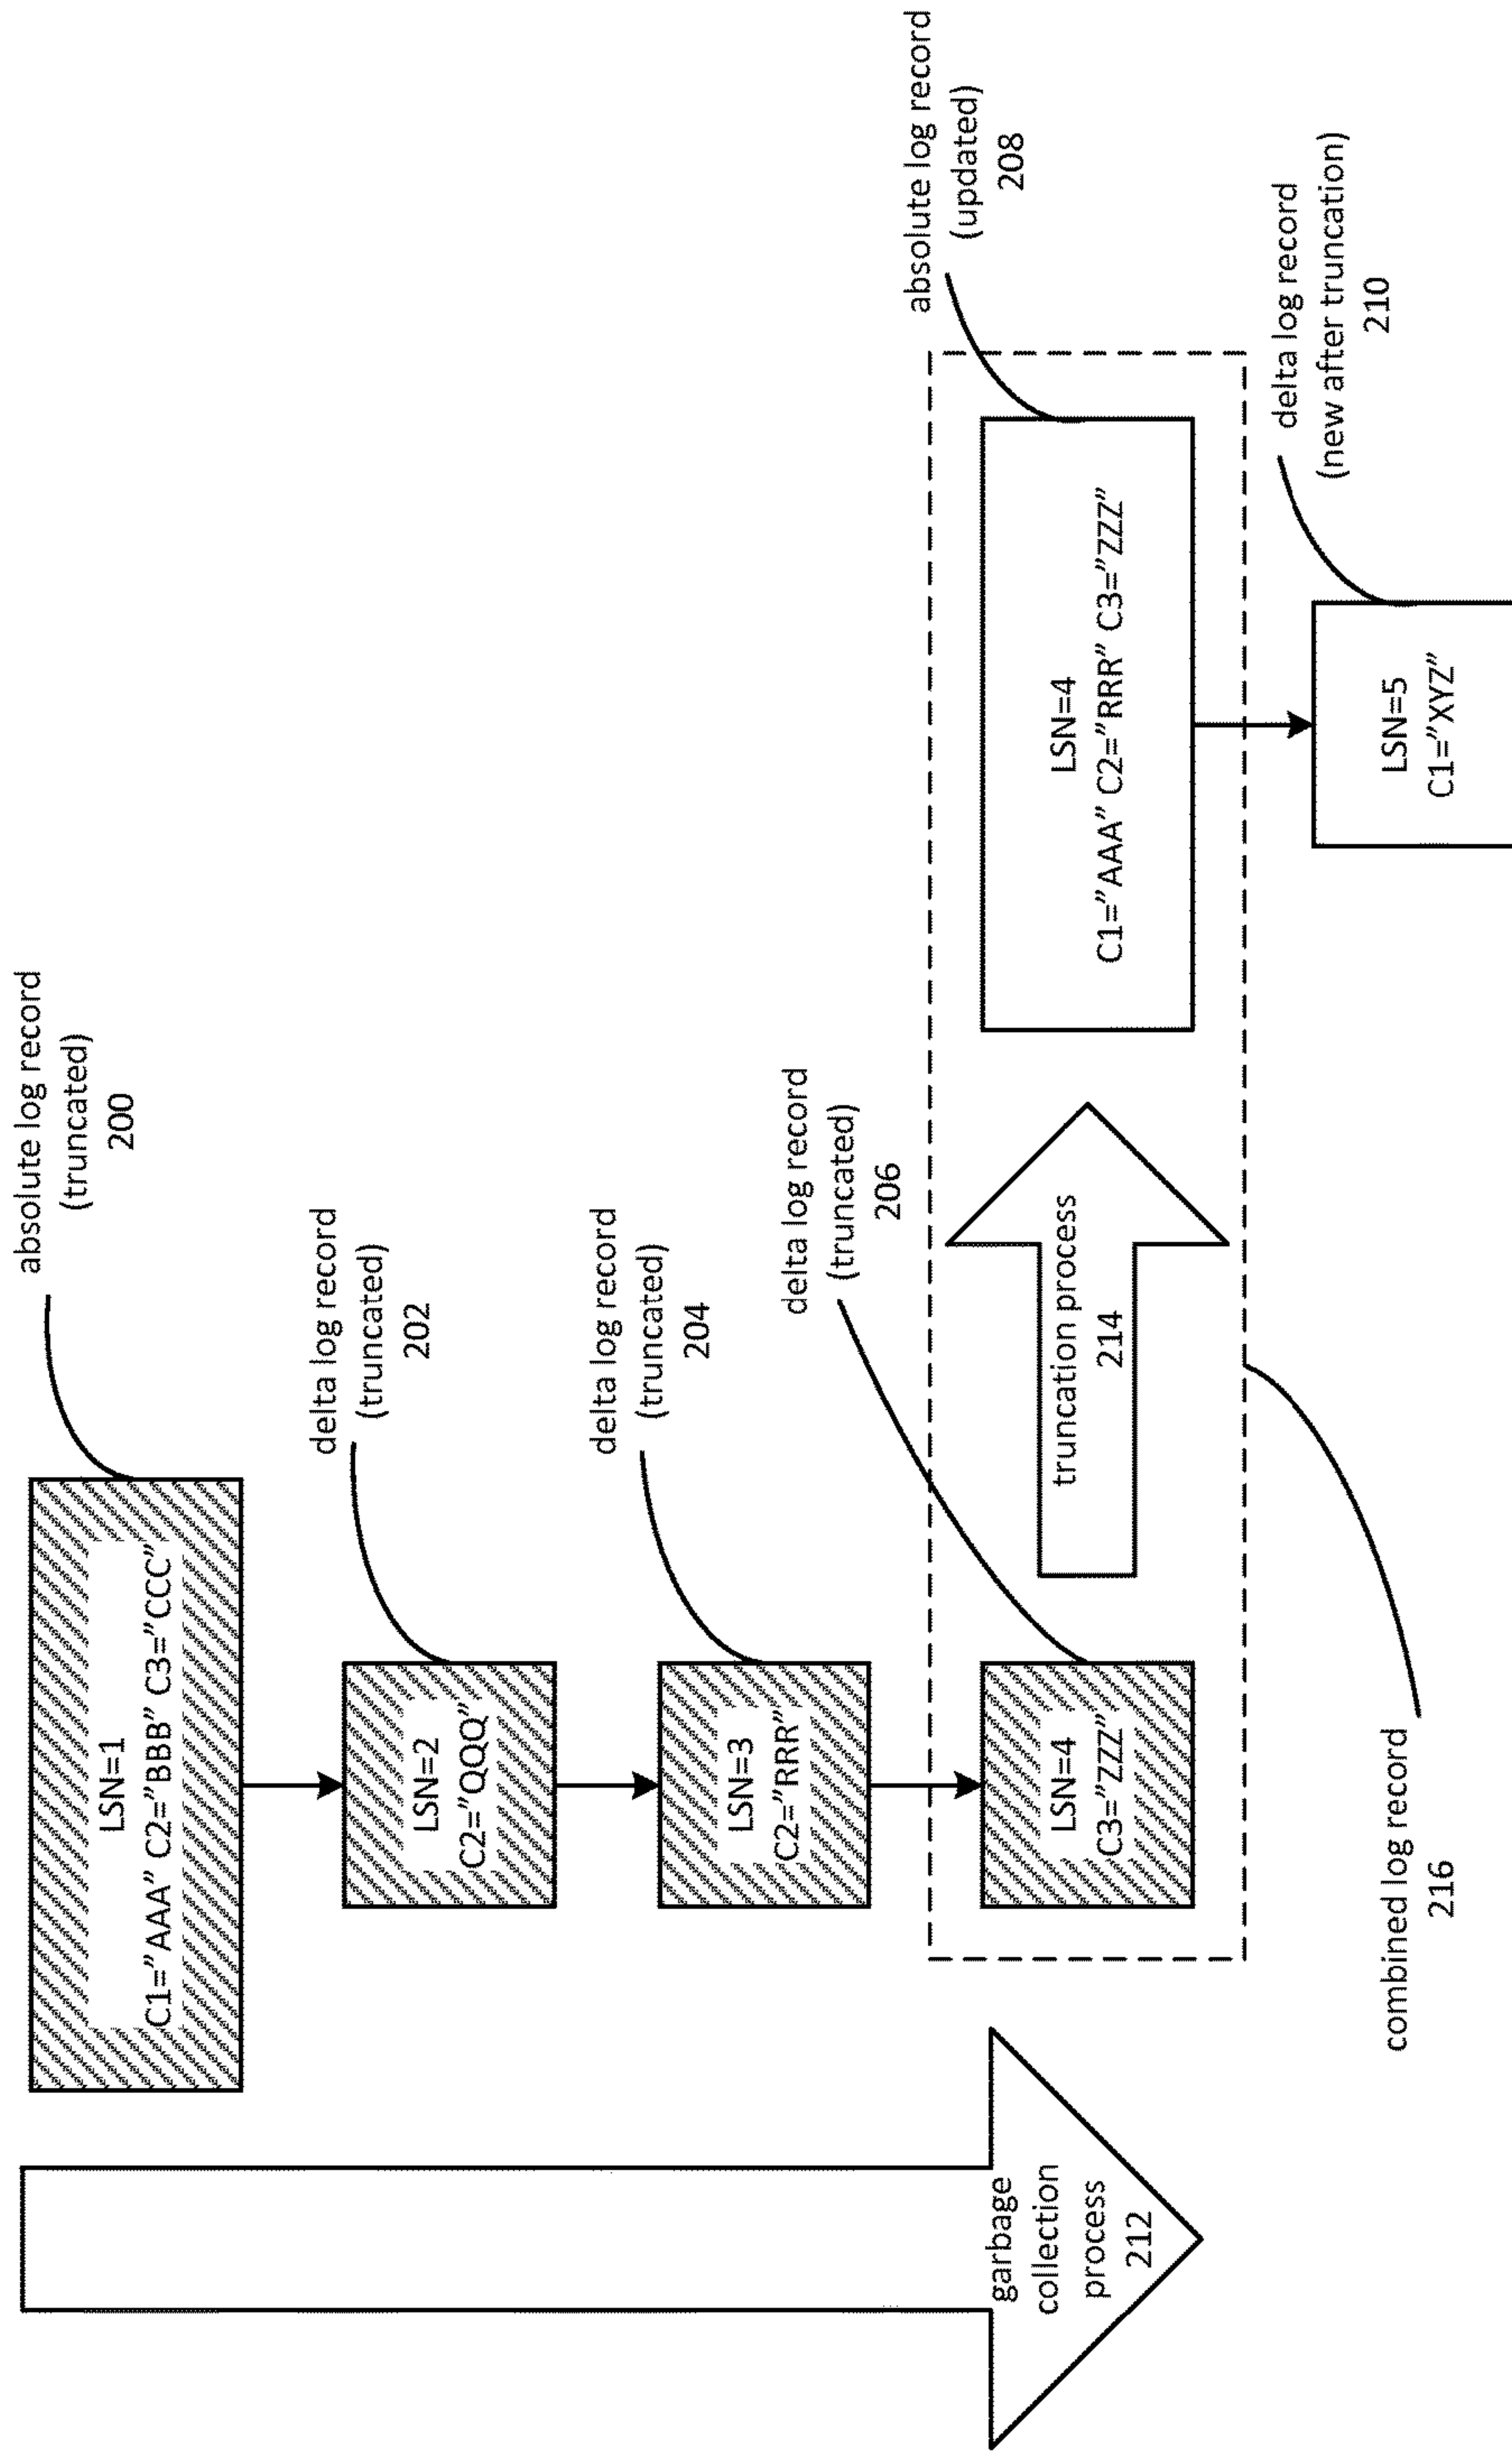 absolute log record
(truncated)
200
LSN=1
C1=”AAA” C2=”BBB” C3=”CCC”
delta log record
(truncated)
202
LSN=2
C2=”QQQ”
delta log record
(truncated)
204
LSN=3
C2=”RRR”
delta log record
(truncated)
206
LSN=4
C3=”ZZZ”
truncation process
214
absolute log record
(updated)
208
LSN=4
C1=”AAA” C2=”RRR” C3=”ZZZ”
delta log record
(new after truncation)
210
LSN=5
C1=”XYZ”
garbage
collection
process
212
combined log record
216